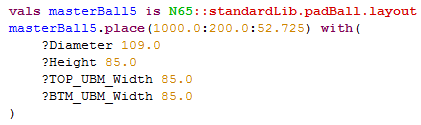 vals masterBall5 is N65::standardLib.padBall.layout
masterBall5.place(1000.0:200.0:52.725) with(
    ?Diameter 109.0
    ?Height 85.0
    ?TOP_UBM_Width 85.0
    ?BTM_UBM_Width 85.0
)